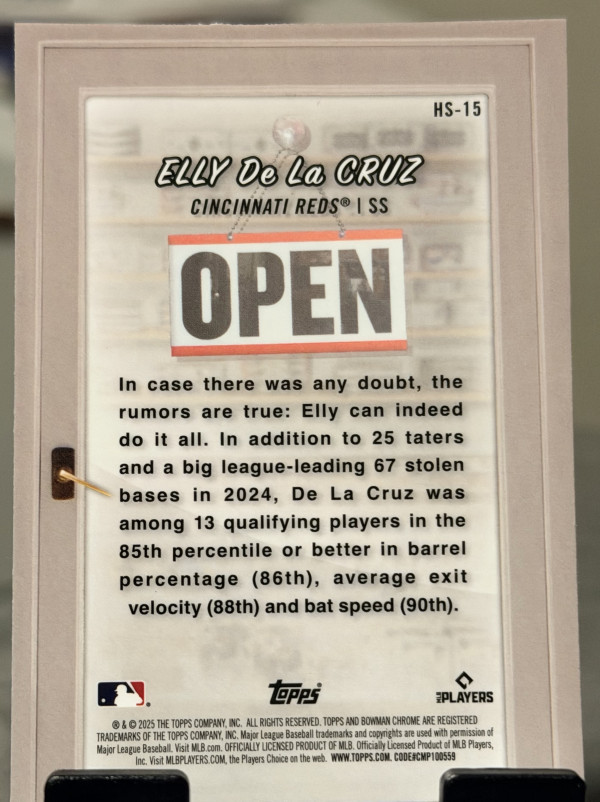 HS-15
ELLY De La CRUZ
CINCINNATI REDS® | SS
OPEN
In case there was any doubt, the
rumors are true: Elly can indeed
do it all. In addition to 25 taters
and a big league-leading 67 stolen
bases in 2024, De La Cruz was
among 13 qualifying players in the
85th percentile or better in barrel
percentage (86th), average exit
velocity (88th) and bat speed (90th).
topps
MLB PLAYERS
® & © 2025 THE TOPPS COMPANY, INC. ALL RIGHTS RESERVED. TOPPS AND BOWMAN CHROME ARE REGISTERED
TRADEMARKS OF THE TOPPS COMPANY, INC. Major League Baseball trademarks and copyrights are used with permission of
Major League Baseball. Visit MLB.com. OFFICIALLY LICENSED PRODUCT OF MLB. Officially Licensed Product of MLB Players,
Inc. Visit MLBPLAYERS.COM, the Players Choice on the web. WWW.TOPPS.COM. CODE#CMP100559